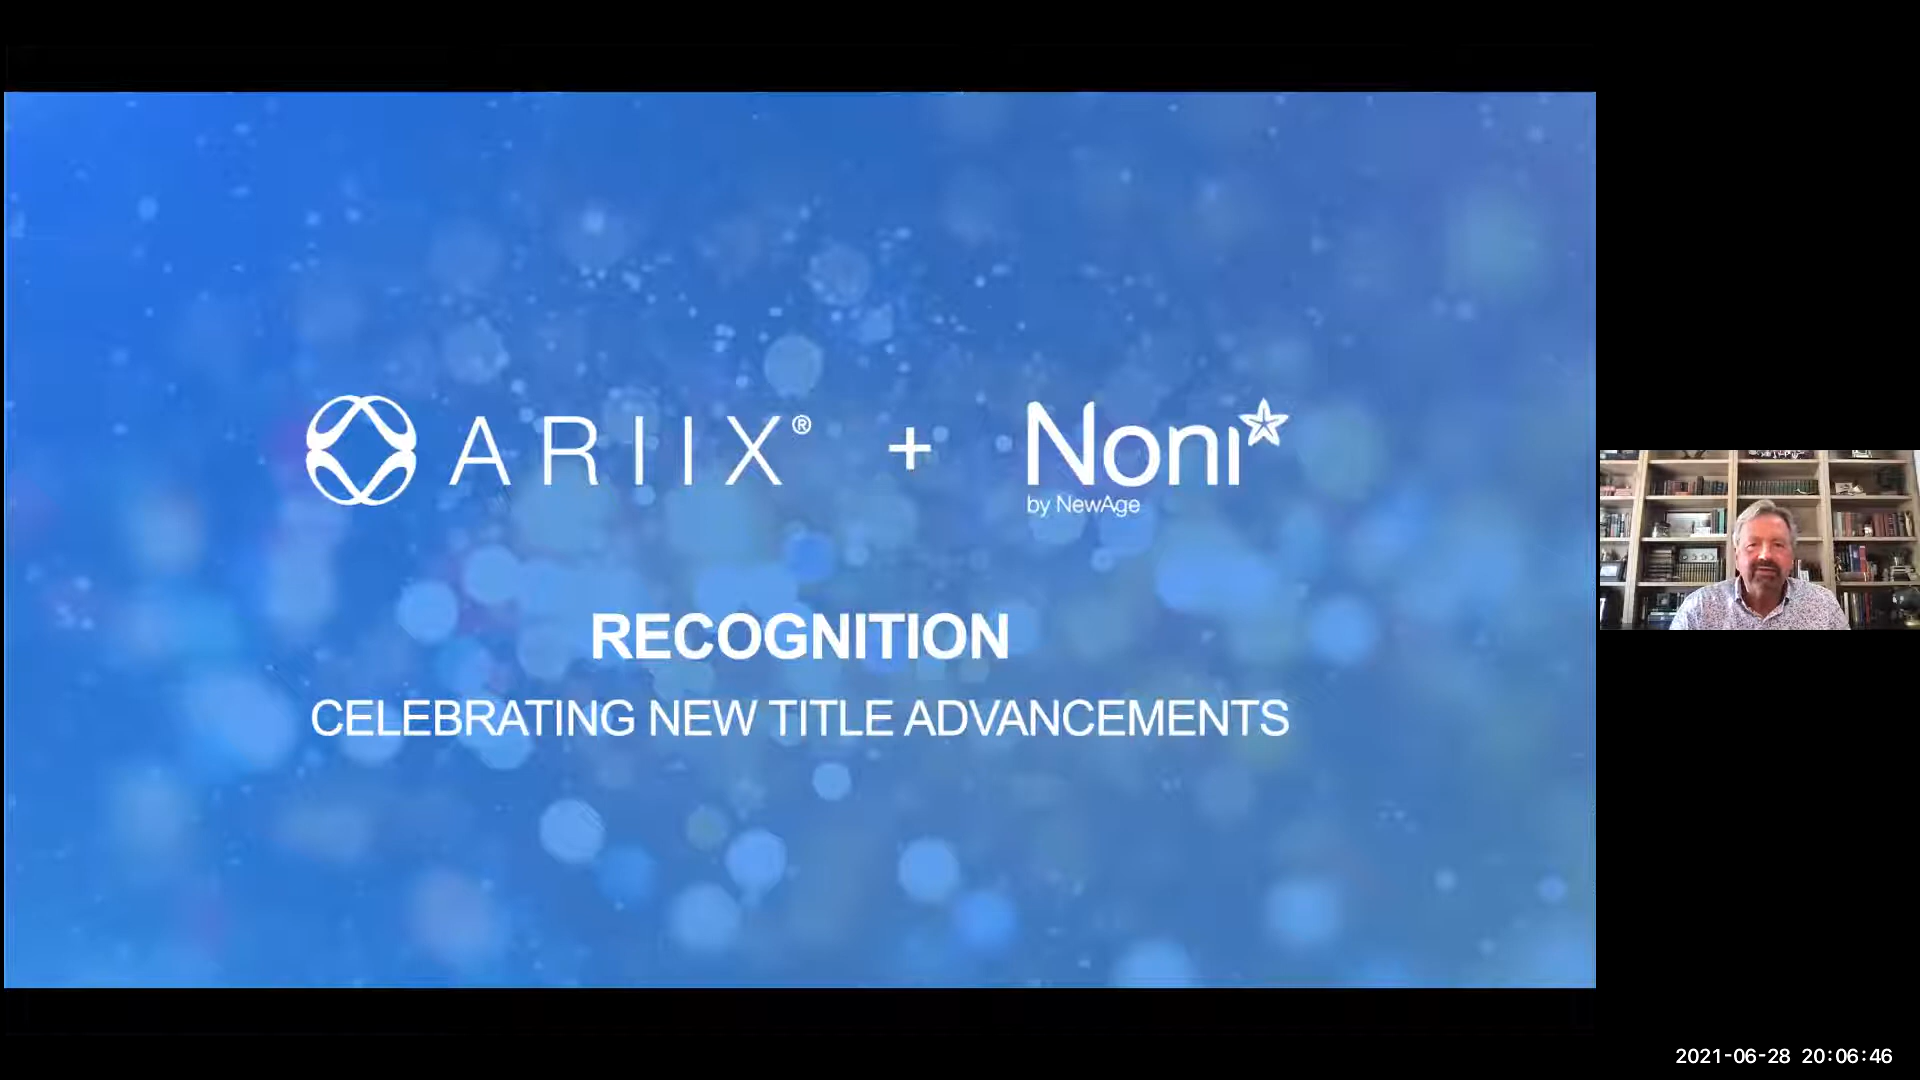 ARIIX® + Noni
by NewAge
RECOGNITION
CELEBRATING NEW TITLE ADVANCEMENTS
2021-06-28 20:06:46